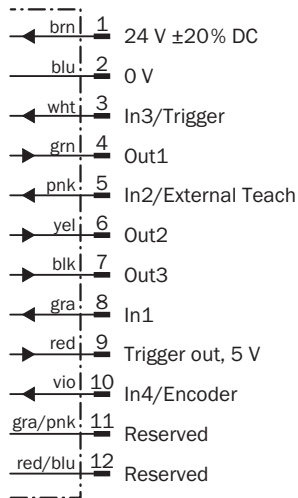 brn 1 24 V ±20% DC
blu 2 0 V
wht 3 In3/Trigger
grn 4 Out1
pnk 5 In2/External Teach
yel 6 Out2
blk 7 Out3
gra 8 In1
red 9 Trigger out, 5 V
vio 10 In4/Encoder
gra/pnk 11 Reserved
red/blu 12 Reserved